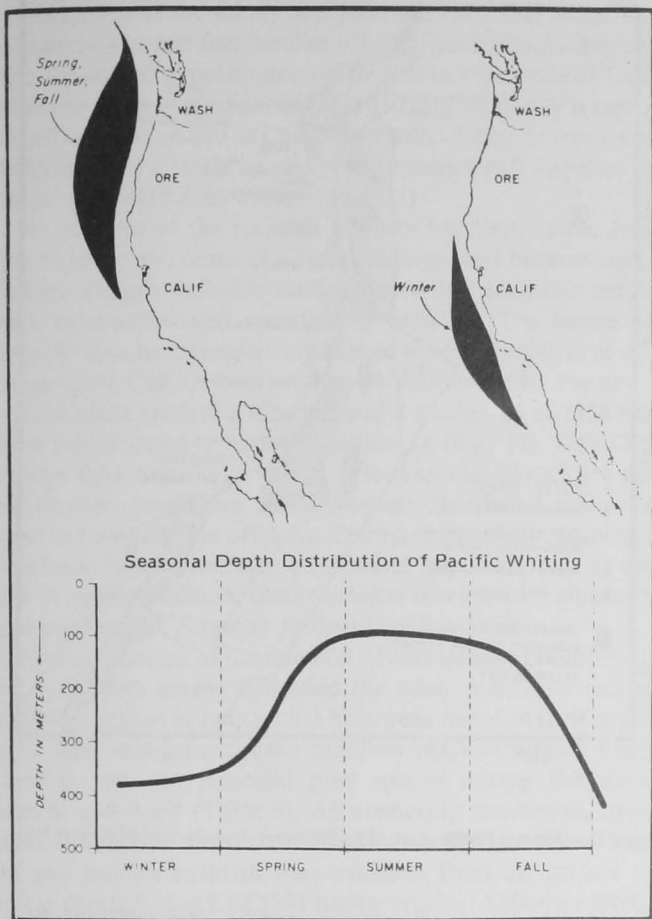 Spring,
Summer,
Fall
WASH
ORE
CALIF
WASH
ORE
CALIF
Winter
Seasonal Depth Distribution of Pacific Whiting
DEPTH IN METERS
0
100
200
300
400
500
WINTER
SPRING
SUMMER
FALL